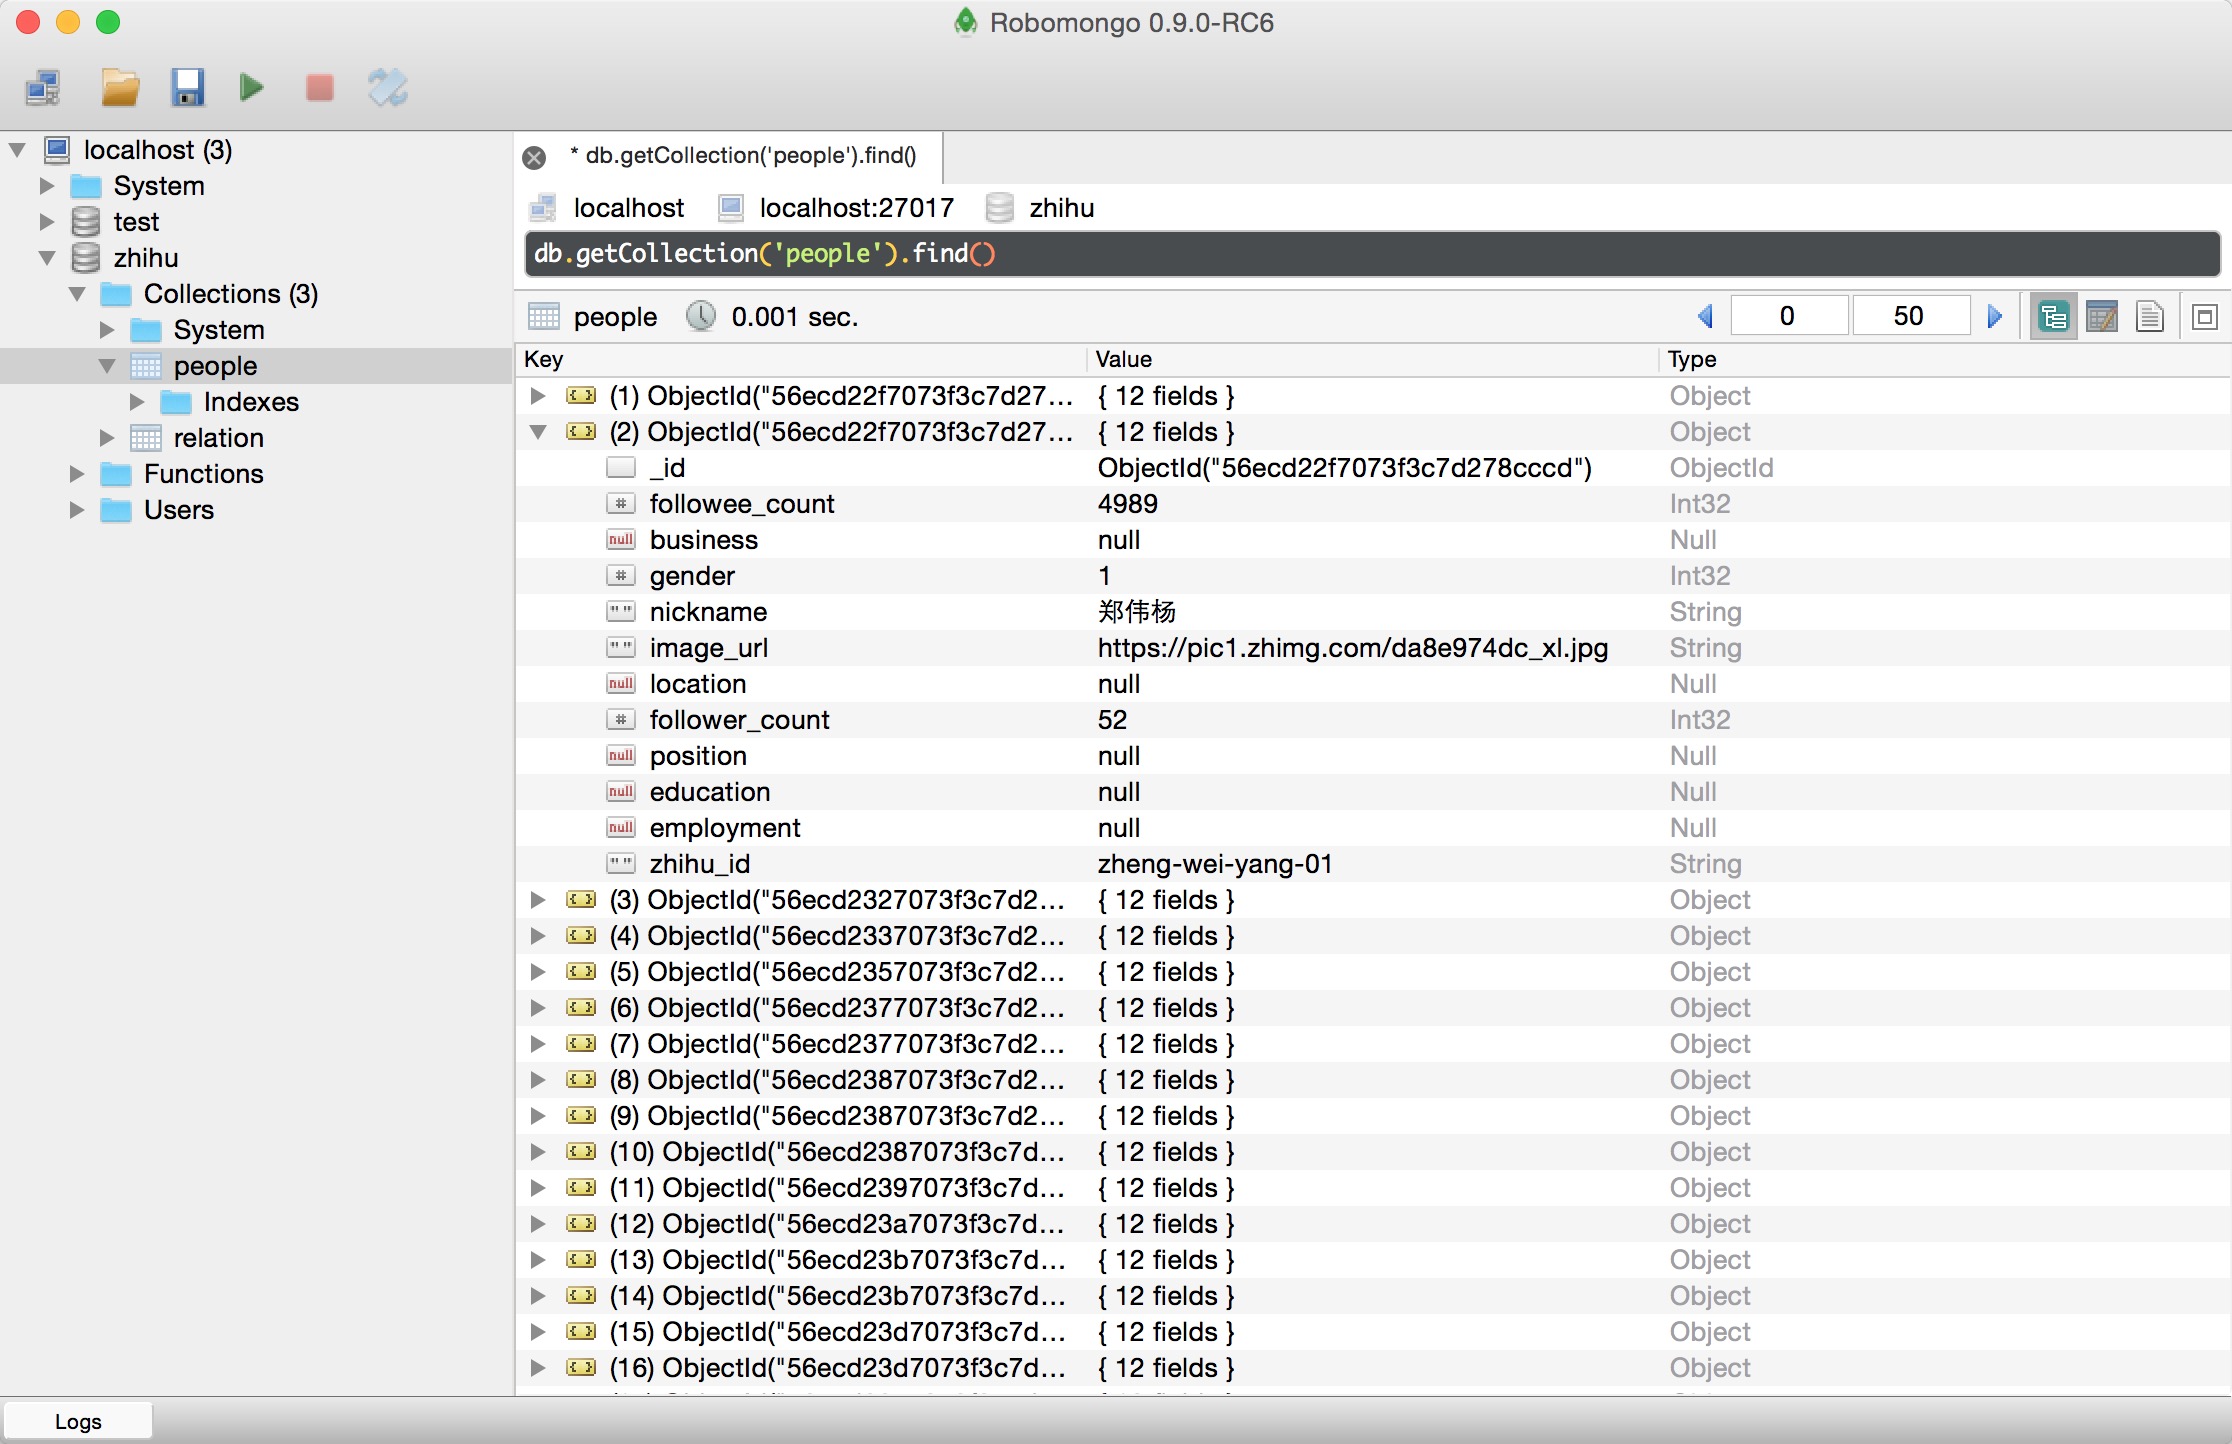 Robomongo 0.9.0-RC6
localhost (3)
System
test
zhihu
Collections (3)
System
people
Indexes
relation
Functions
Users
* db.getCollection('people').find()
localhost localhost:27017 zhihu
db.getCollection('people').find()
people 0.001 sec. 0 50
Key Value Type
(1) ObjectId("56ecd22f7073f3c7d27... { 12 fields } Object
(2) ObjectId("56ecd22f7073f3c7d27... { 12 fields } Object
_id ObjectId("56ecd22f7073f3c7d278cccd") ObjectId
# followee_count 4989 Int32
null business null Null
# gender 1 Int32
"" nickname 郑伟杨 String
"" image_url https://pic1.zhimg.com/da8e974dc_xl.jpg String
null location null Null
# follower_count 52 Int32
null position null Null
null education null Null
null employment null Null
"" zhihu_id zheng-wei-yang-01 String
(3) ObjectId("56ecd2327073f3c7d2... { 12 fields } Object
(4) ObjectId("56ecd2337073f3c7d2... { 12 fields } Object
(5) ObjectId("56ecd2357073f3c7d2... { 12 fields } Object
(6) ObjectId("56ecd2377073f3c7d2... { 12 fields } Object
(7) ObjectId("56ecd2377073f3c7d2... { 12 fields } Object
(8) ObjectId("56ecd2387073f3c7d2... { 12 fields } Object
(9) ObjectId("56ecd2387073f3c7d2... { 12 fields } Object
(10) ObjectId("56ecd2387073f3c7d... { 12 fields } Object
(11) ObjectId("56ecd2397073f3c7d... { 12 fields } Object
(12) ObjectId("56ecd23a7073f3c7d... { 12 fields } Object
(13) ObjectId("56ecd23b7073f3c7d... { 12 fields } Object
(14) ObjectId("56ecd23b7073f3c7d... { 12 fields } Object
(15) ObjectId("56ecd23d7073f3c7d... { 12 fields } Object
(16) ObjectId("56ecd23d7073f3c7d... { 12 fields } Object
Logs